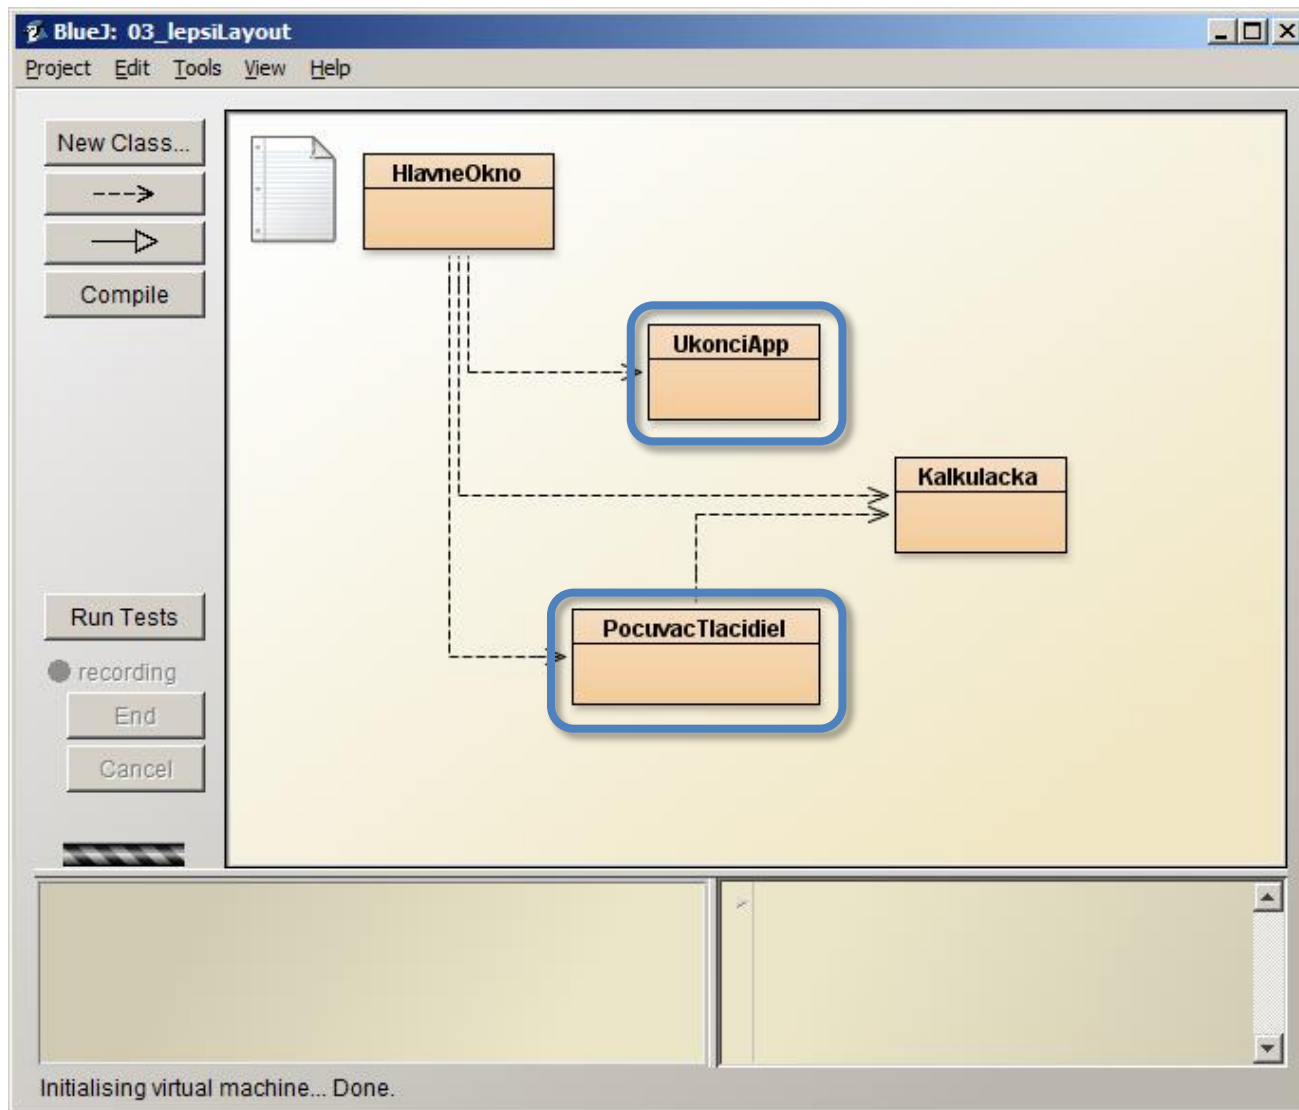 BlueJ: 03_lepsiLayout
Project Edit Tools View Help
New Class...
Compile
Run Tests
recording
End
Cancel
HlavneOkno
UkonciApp
Kalkulacka
PocuvacTlacidiel
Initialising virtual machine... Done.